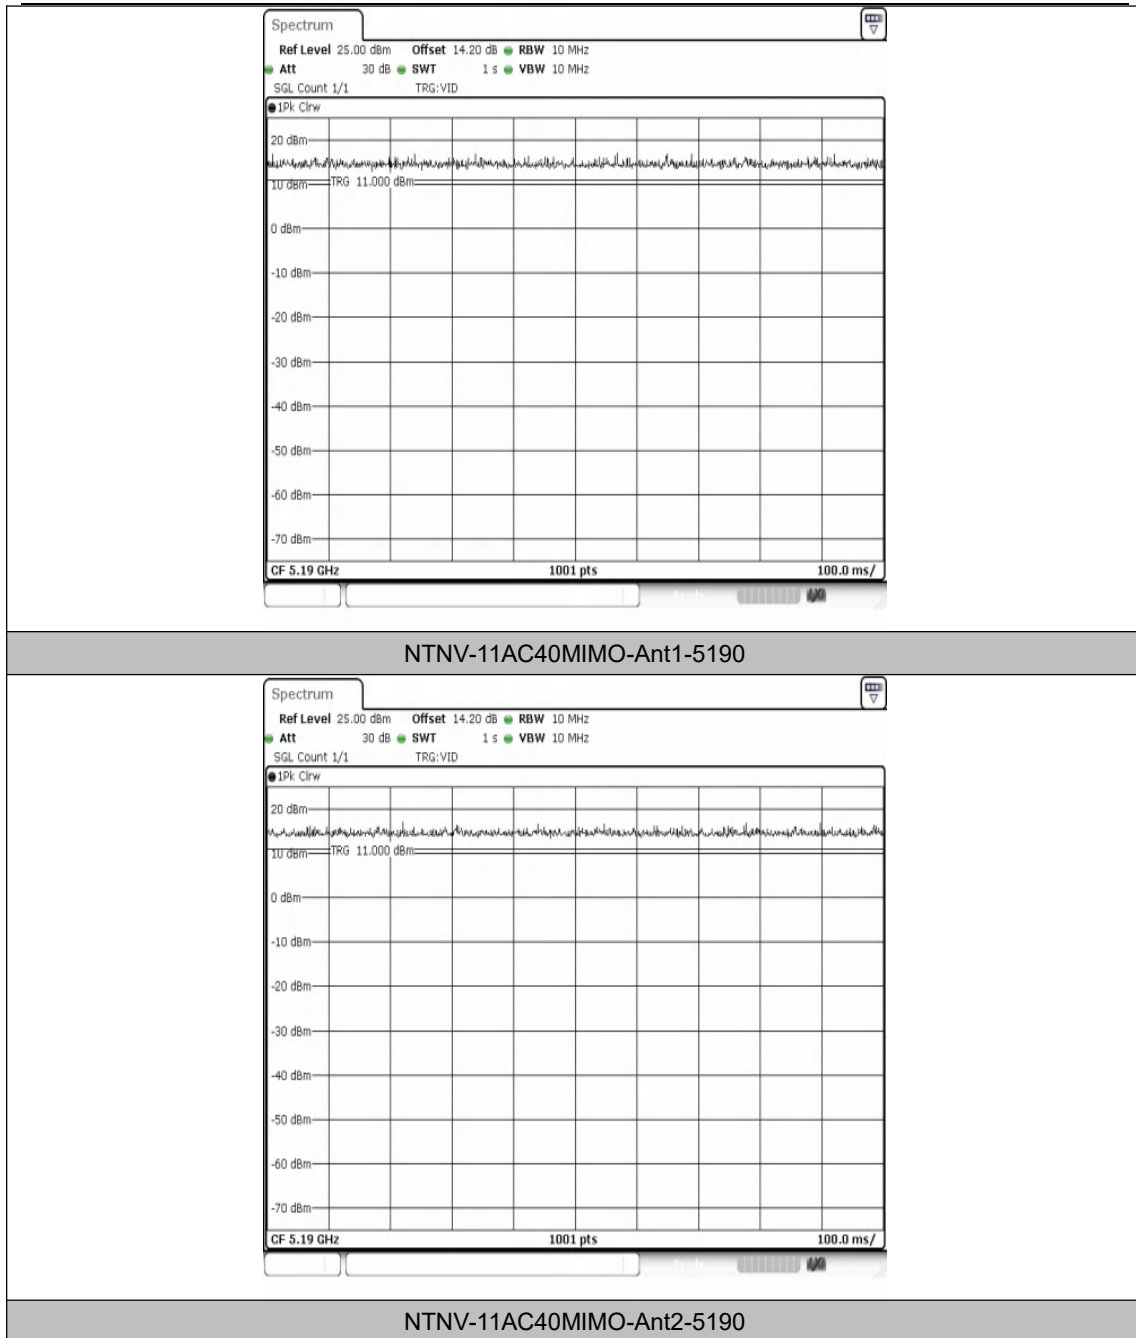 Spectrum
Ref Level 25.00 dBm Offset 14.20 dB RBW 10 MHz
Att 30 dB SWT 1 s VBW 10 MHz
SGL Count 1/1 TRG:VID
1Pk Clrw
20 dBm
10 dBm TRG 11.000 dBm
0 dBm
-10 dBm
-20 dBm
-30 dBm
-40 dBm
-50 dBm
-60 dBm
-70 dBm
CF 5.19 GHz 1001 pts 100.0 ms/
Ready
NTNV-11AC40MIMO-Ant1-5190
Spectrum
Ref Level 25.00 dBm Offset 14.20 dB RBW 10 MHz
Att 30 dB SWT 1 s VBW 10 MHz
SGL Count 1/1 TRG:VID
1Pk Clrw
20 dBm
10 dBm TRG 11.000 dBm
0 dBm
-10 dBm
-20 dBm
-30 dBm
-40 dBm
-50 dBm
-60 dBm
-70 dBm
CF 5.19 GHz 1001 pts 100.0 ms/
Ready
NTNV-11AC40MIMO-Ant2-5190